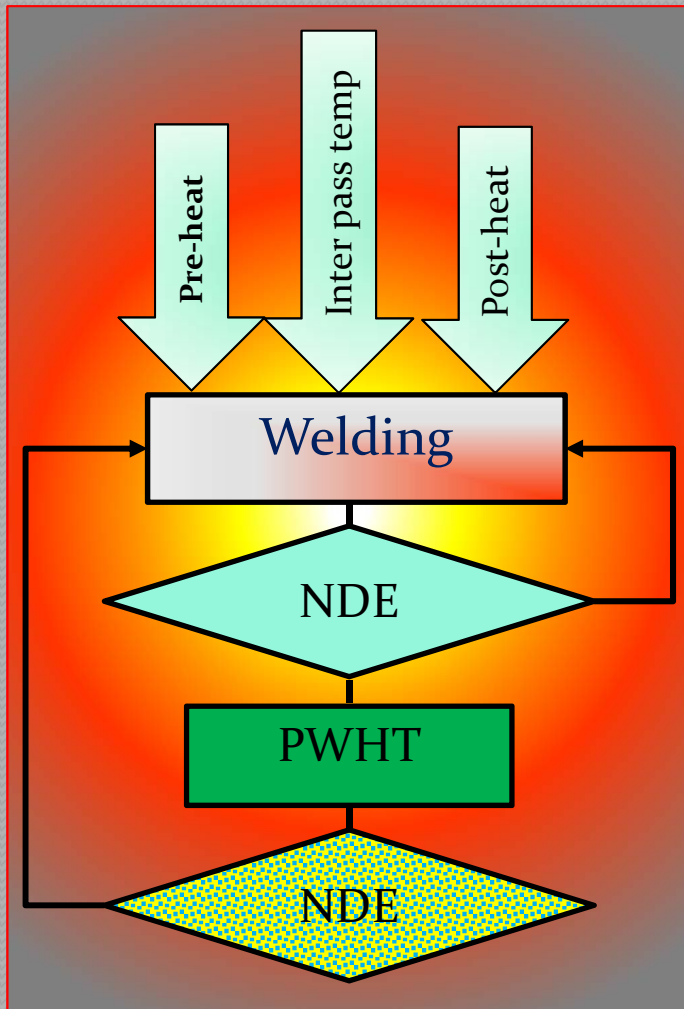 Pre-heat
Inter pass temp
Post-heat
Welding
NDE
PWHT
NDE